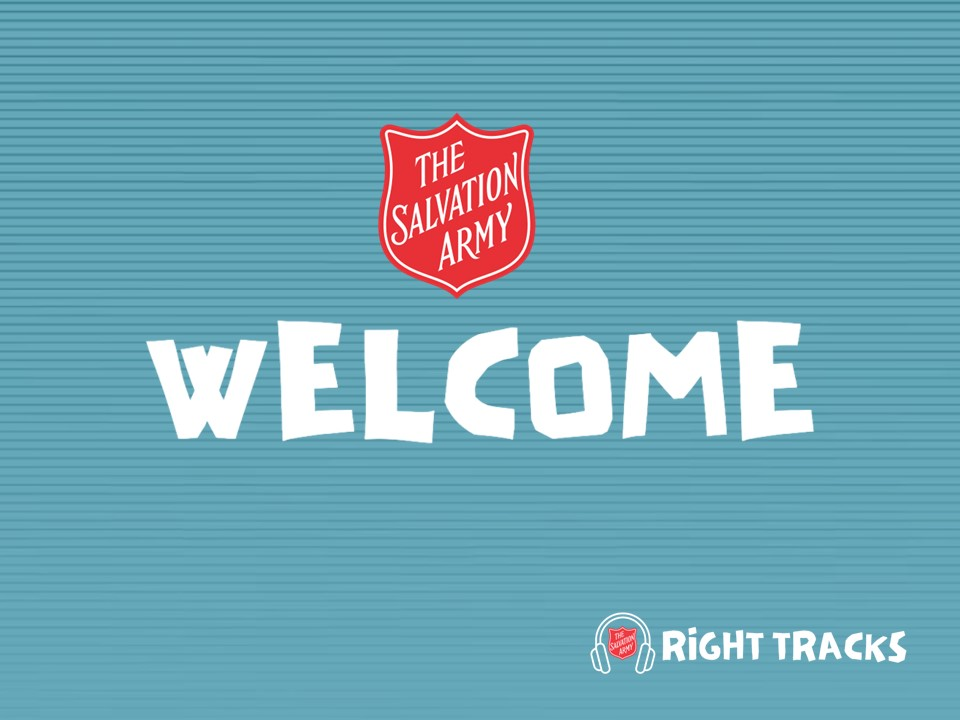 THE
SALVATION
ARMY
WELCOME
THE
SALVATION
ARMY
RiGHT TRACKS